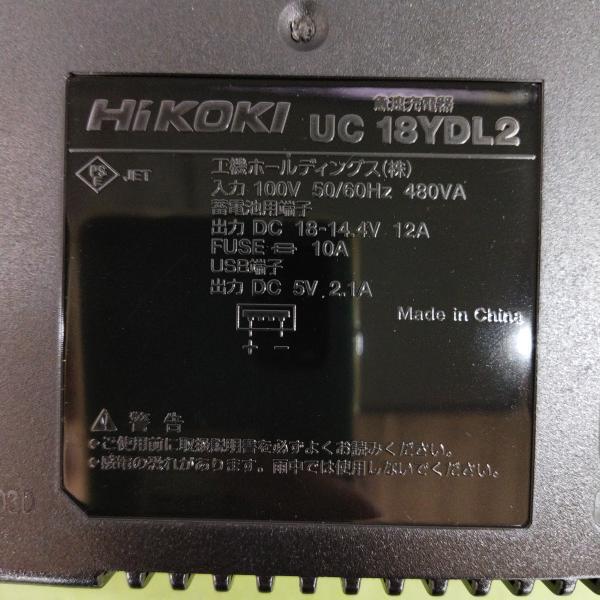 HiKOKI 急速充電器 UC 18YDL2
PS E JET
工機ホールディングス(株)
入力 100V 50/60Hz 480VA
蓄電池用端子
出力 DC 18-14.4V 12A
FUSE 10A
USB端子
出力 DC 5V 2.1A
Made in China
+ -
警告
●ご使用前に取扱説明書を必ずよくお読みください。
●感電の恐れがあります。雨中では使用しないでください。